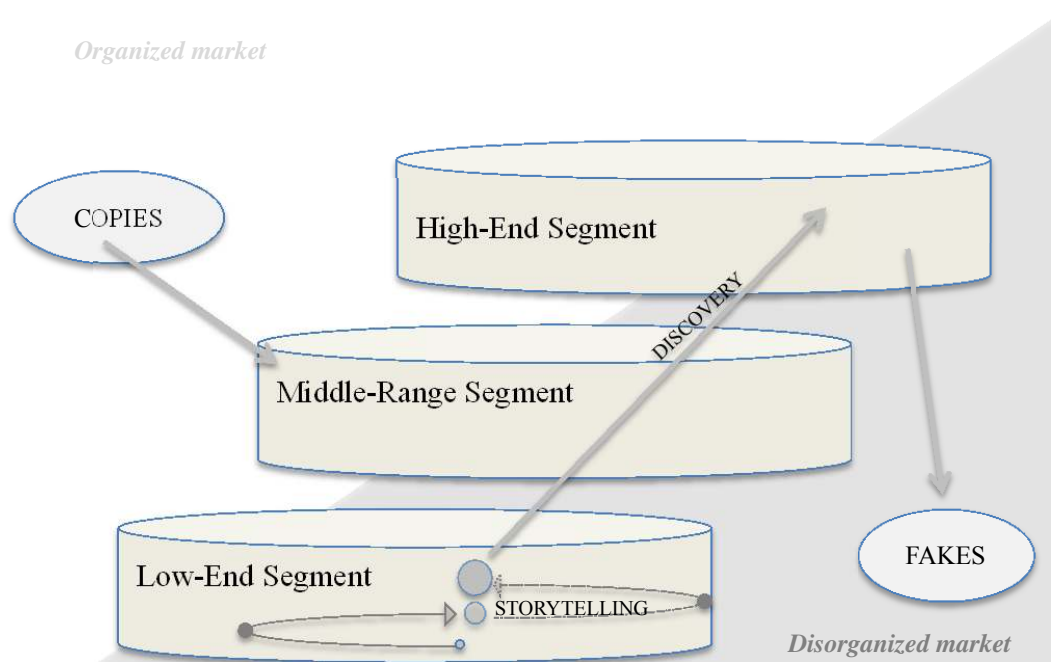 Organized market
COPIES
High-End Segment
DISCOVERY
Middle-Range Segment
Low-End Segment
STORYTELLING
FAKES
Disorganized market